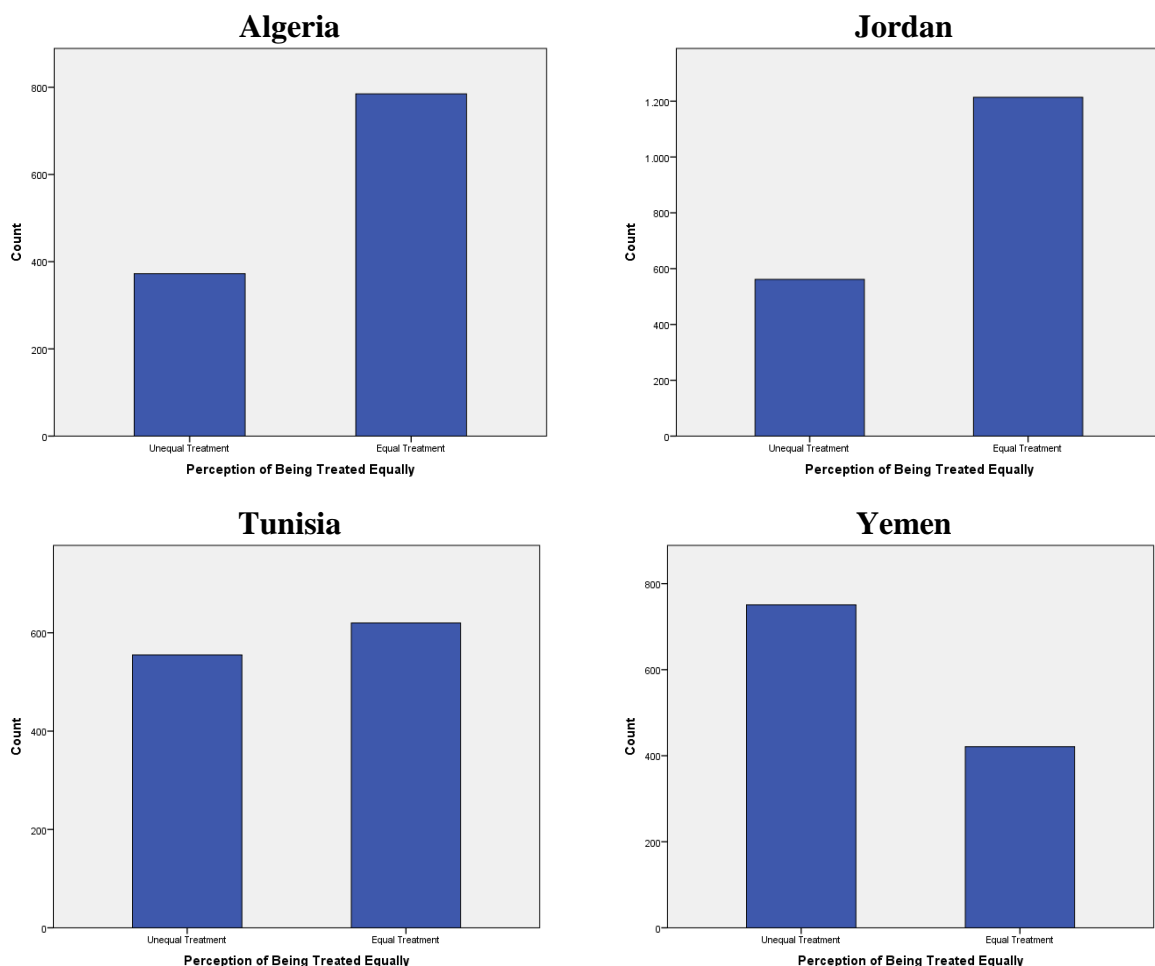 Algeria
800
600
400
200
0
Count
Unequal Treatment
Equal Treatment
Perception of Being Treated Equally
Jordan
1.200
1.000
800
600
400
200
0
Count
Unequal Treatment
Equal Treatment
Perception of Being Treated Equally
Tunisia
600
400
200
0
Count
Unequal Treatment
Equal Treatment
Perception of Being Treated Equally
Yemen
800
600
400
200
0
Count
Unequal Treatment
Equal Treatment
Perception of Being Treated Equally